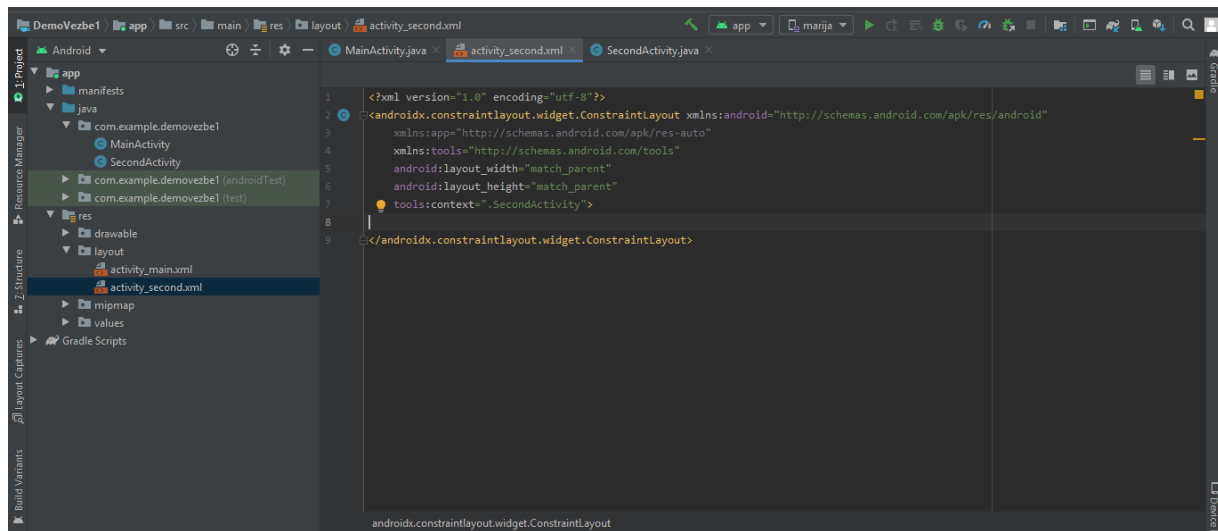 DemoVezbe1 app src main res layout activity_second.xml app marija
Android MainActivity.java activity_second.xml SecondActivity.java
1: Project
Resource Manager
Z: Structure
Layout Captures
Build Variants
app
manifests
java
com.example.demovezbe1
MainActivity
SecondActivity
com.example.demovezbe1 (androidTest)
com.example.demovezbe1 (test)
res
drawable
layout
activity_main.xml
activity_second.xml
mipmap
values
Gradle Scripts
1 <?xml version="1.0" encoding="utf-8"?>
2 <androidx.constraintlayout.widget.ConstraintLayout xmlns:android="http://schemas.android.com/apk/res/android"
3 xmlns:app="http://schemas.android.com/apk/res-auto"
4 xmlns:tools="http://schemas.android.com/tools"
5 android:layout_width="match_parent"
6 android:layout_height="match_parent"
7 tools:context=".SecondActivity">
8
9 </androidx.constraintlayout.widget.ConstraintLayout>
Gradle
Device
androidx.constraintlayout.widget.ConstraintLayout